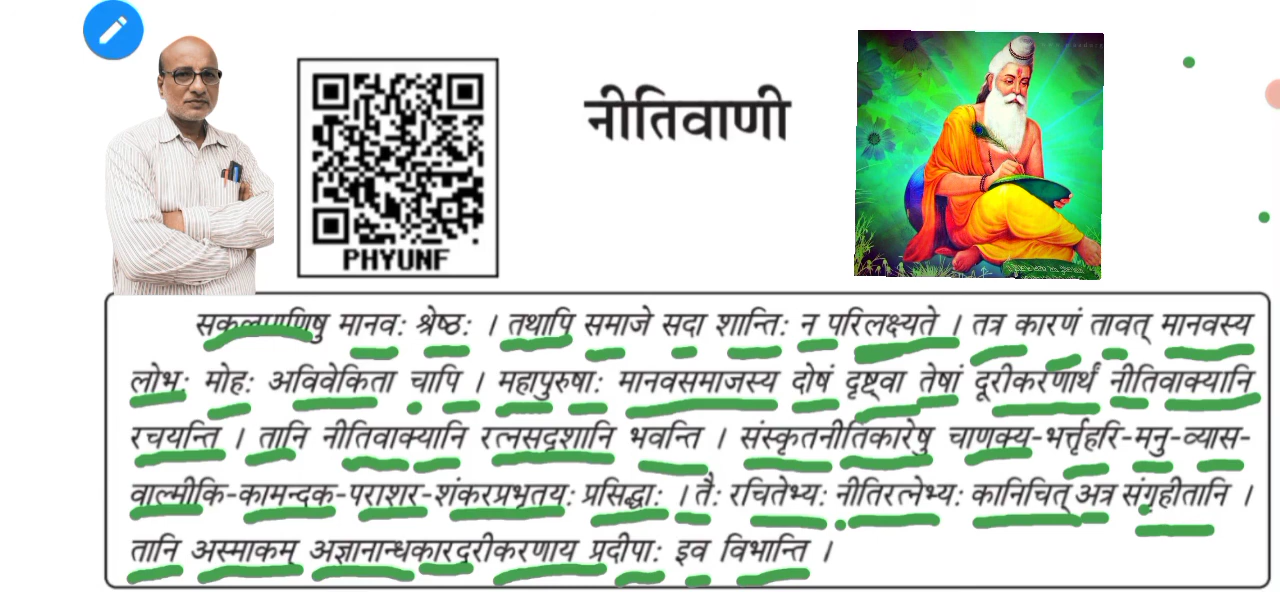 PHYUNF
नीतिवाणी
सकलप्राणिषु मानवः श्रेष्ठः । तथापि समाजे सदा शान्तिः न परिलक्ष्यते । तत्र कारणं तावत् मानवस्य
लोभः मोहः अविवेकिता चापि । महापुरुषाः मानवसमाजस्य दोषं दृष्ट्वा तेषां दूरीकरणार्थं नीतिवाक्यानि
रचयन्ति । तानि नीतिवाक्यानि रत्नसदृशानि भवन्ति । संस्कृतनीतिकारेषु चाणक्य-भर्त्तृहरि-मनु-व्यास-
वाल्मीकि-कामन्दक-पराशर-शंकरप्रभृतयः प्रसिद्धाः । तैः रचितेभ्यः नीतिरत्नेभ्यः कानिचित् अत्र संगृहीतानि ।
तानि अस्माकम् अज्ञानान्धकारदूरीकरणाय प्रदीपाः इव विभान्ति ।